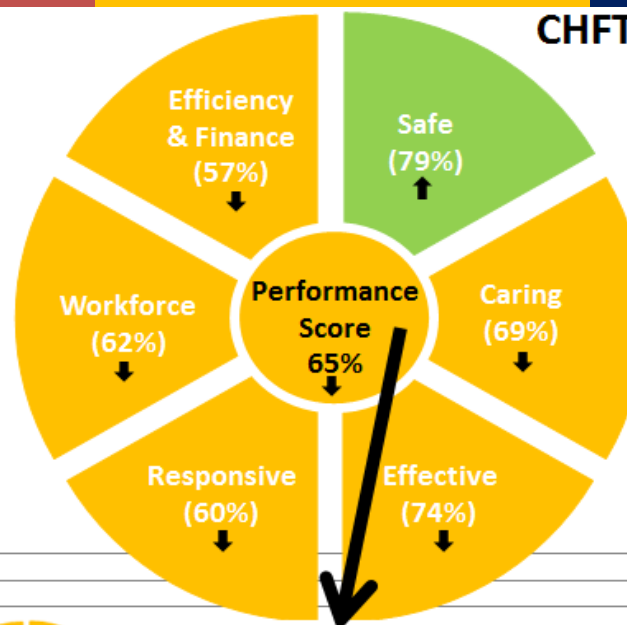 CHFT
Efficiency
& Finance
(57%)
Safe
(79%)
Caring
(69%)
Effective
(74%)
Responsive
(60%)
Workforce
(62%)
Performance
Score
65%